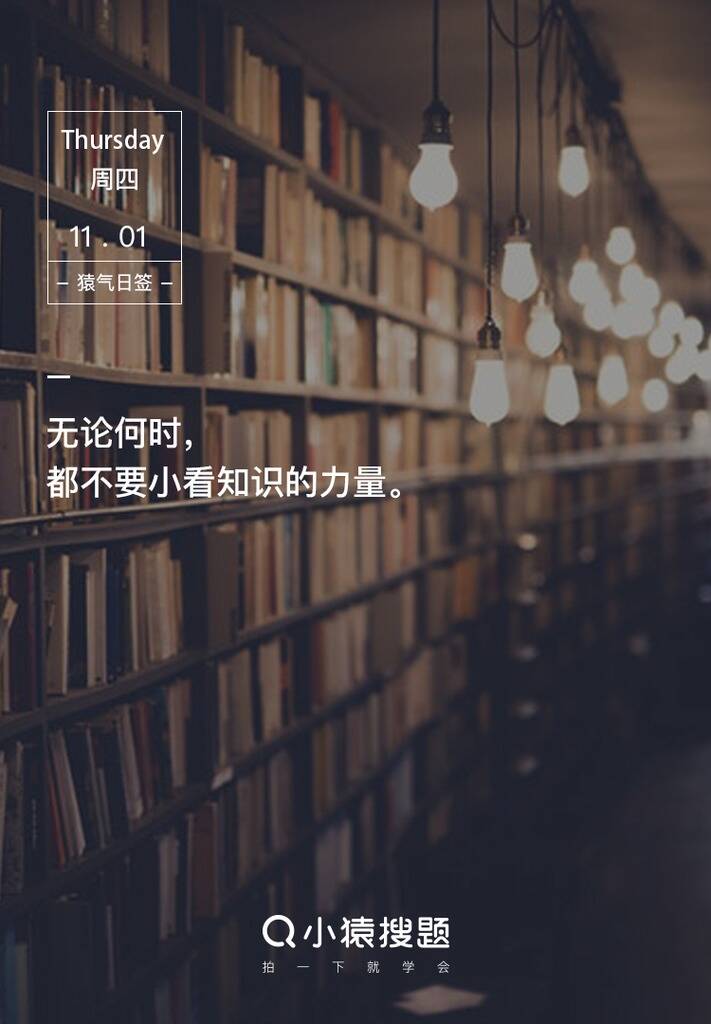 Thursday
周四
11 . 01
– 猿气日签 –
无论何时，
都不要小看知识的力量。
小猿搜题
拍一下就学会